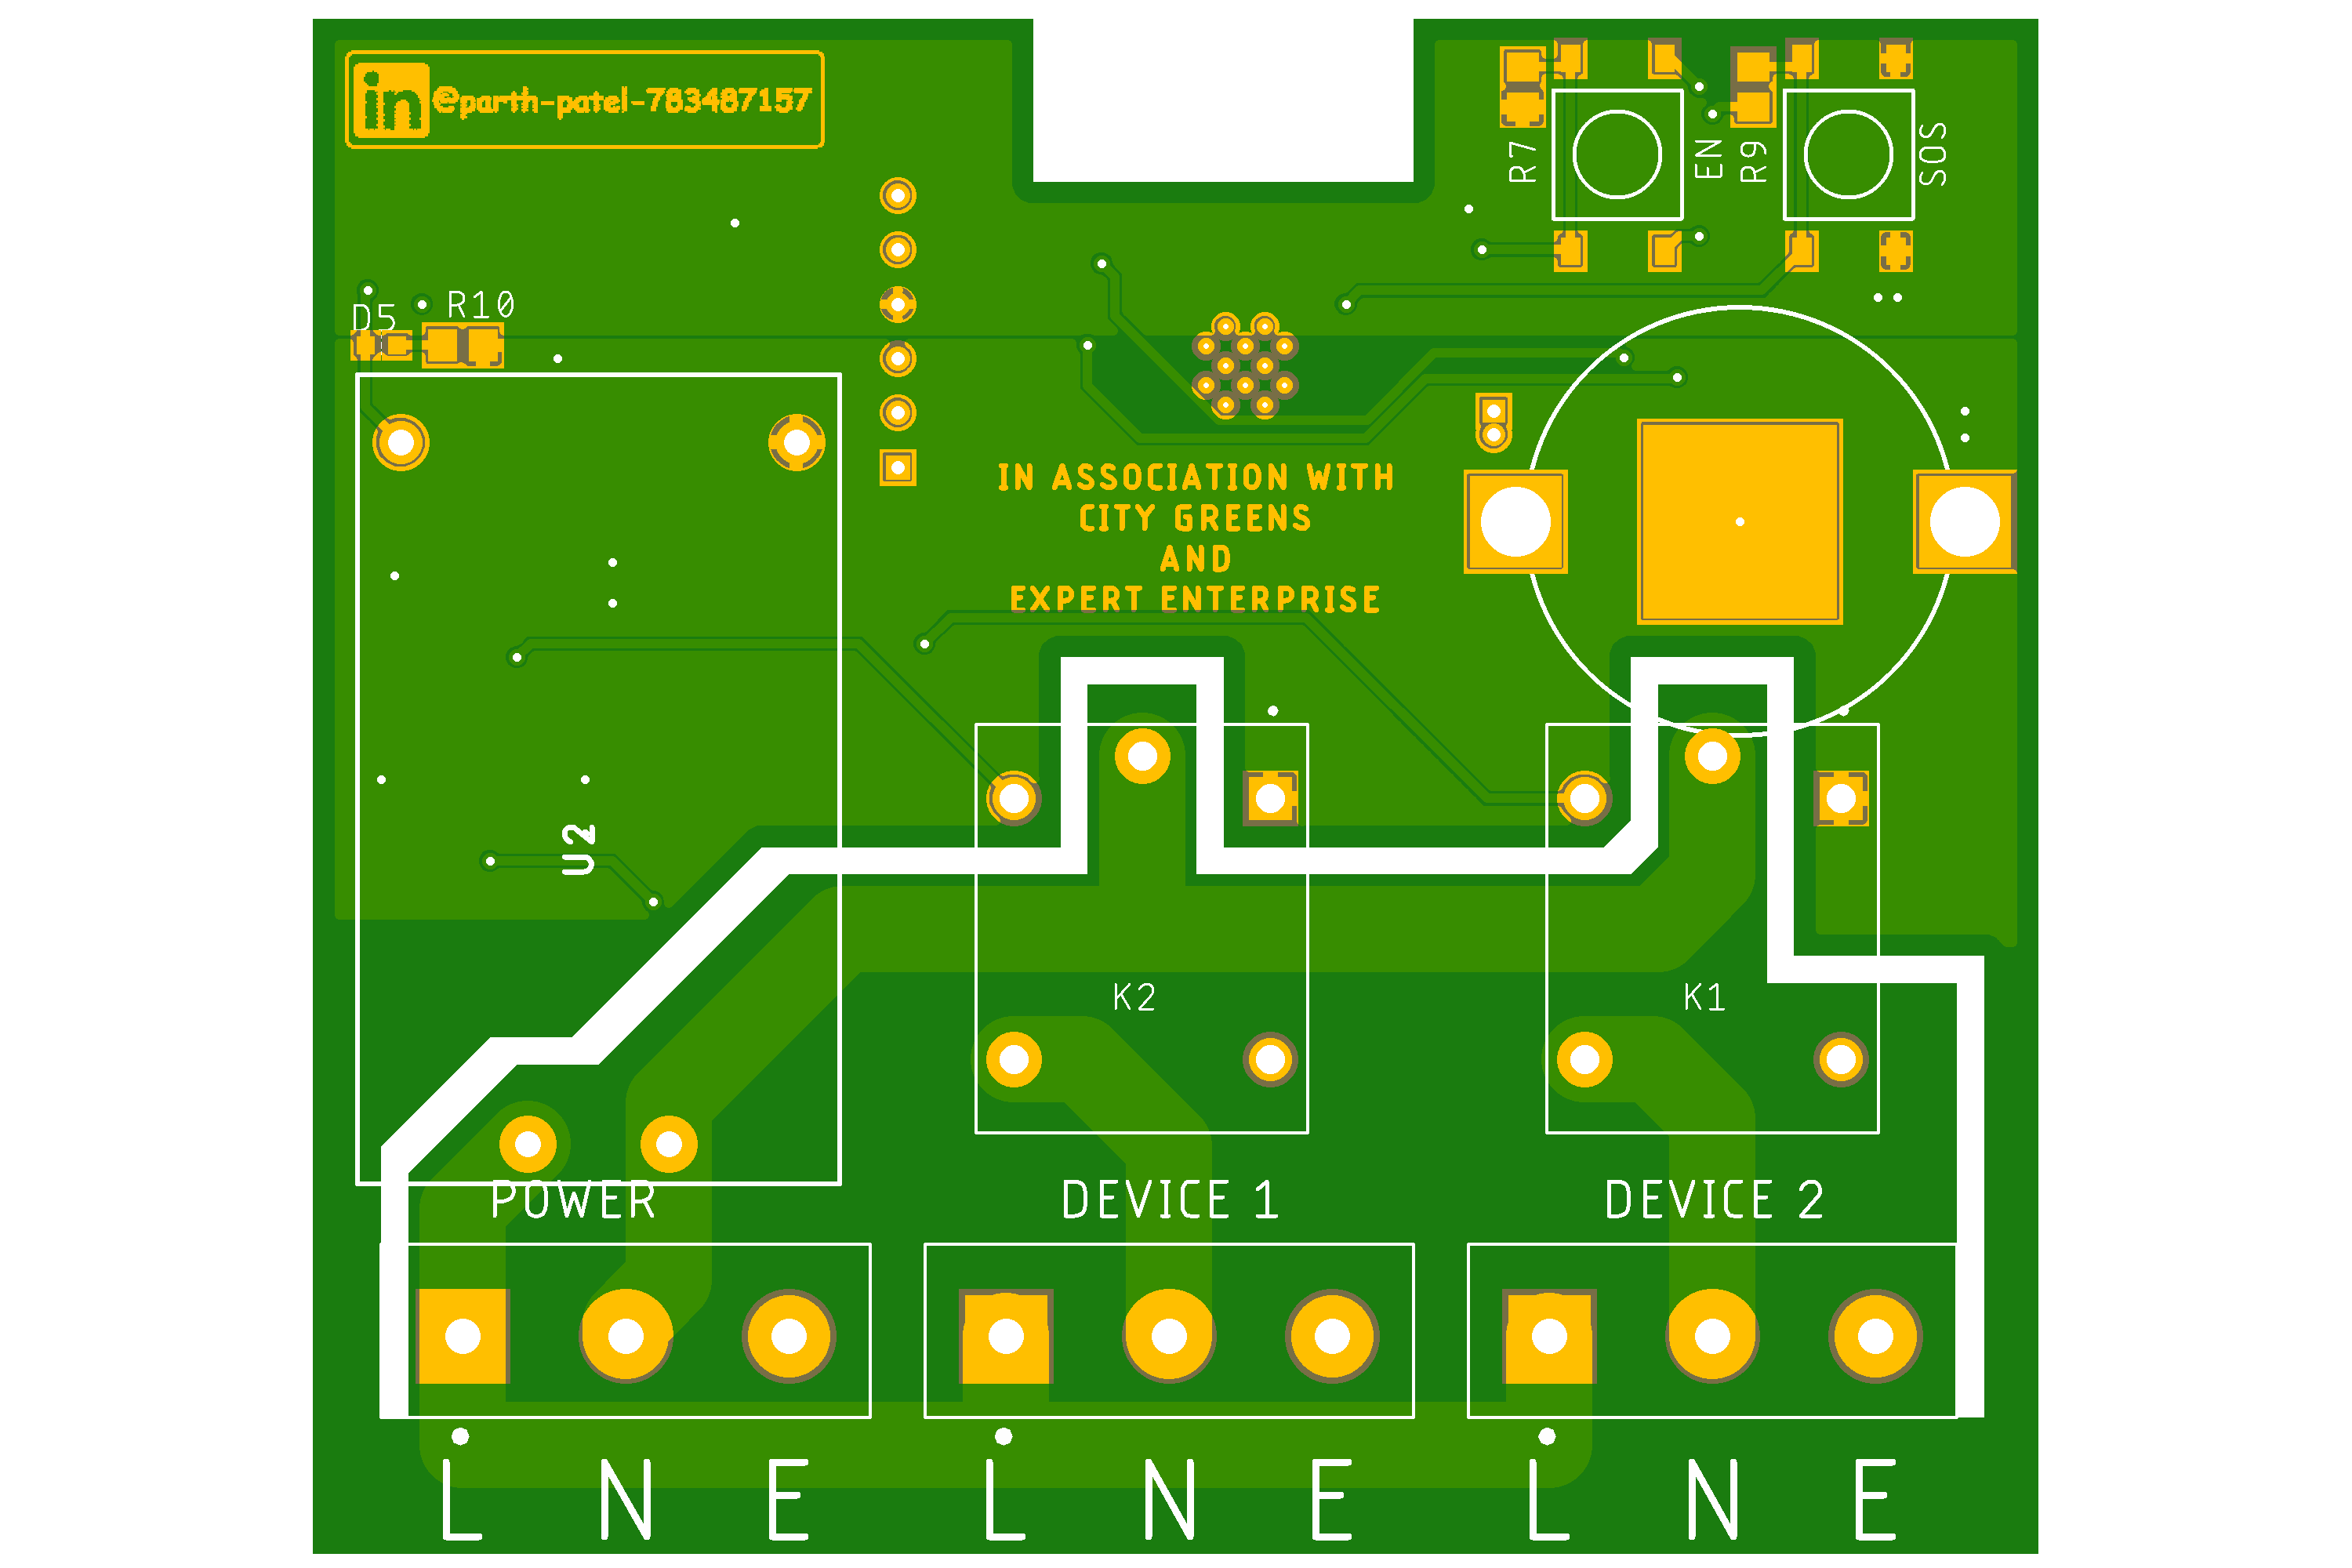 in @parth-patel-783487157
R7
EN
R9
SOS
D5
R10
IN ASSOCIATION WITH
CITY GREENS
AND
EXPERT ENTERPRISE
U2
K2
K1
POWER
DEVICE 1
DEVICE 2
L N E L N E L N E